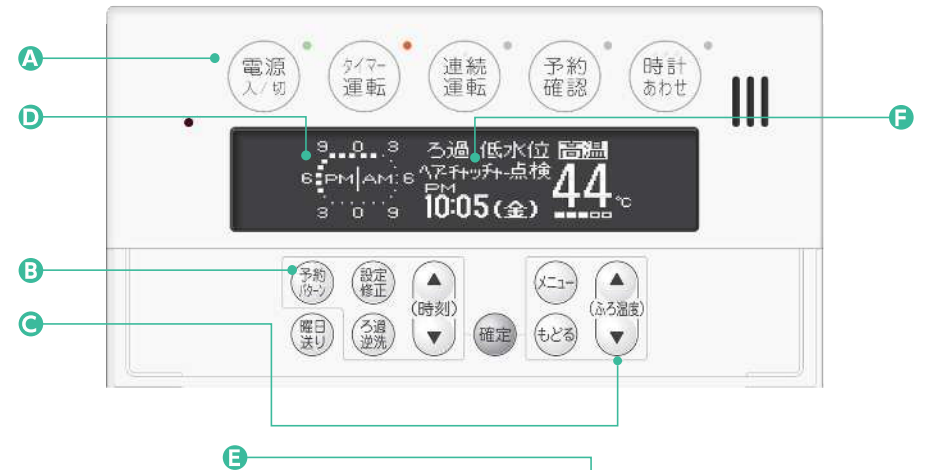 A
電源
入/切
タイマー
運転
連続
運転
予約
確認
時計
あわせ
D
F
9 0 3
6 PM AM 6
3 0 9
ろ過 低水位 高温
ヘアーチャッチャー点検
PM
10:05(金)
44℃
B
予約
パターン
設定
修正
▲
(時刻)
▼
メニュー
▲
(ふろ温度)
▼
C
曜日
送り
ろ過
逆洗
確定
もどる
E